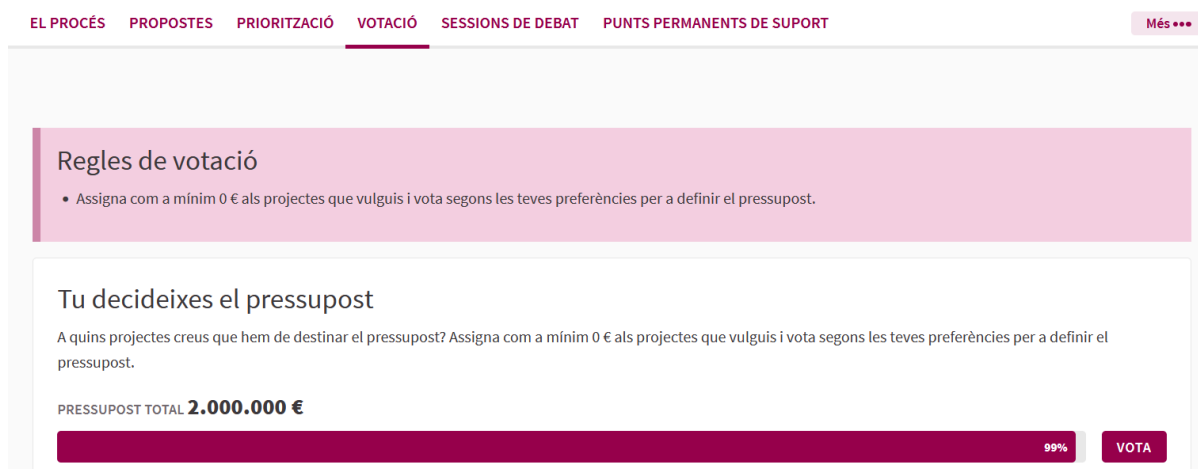 EL PROCÉS PROPOSTES PRIORITZACIÓ VOTACIÓ SESSIONS DE DEBAT PUNTS PERMANENTS DE SUPORT Més •••
Regles de votació
• Assigna com a mínim 0 € als projectes que vulguis i vota segons les teves preferències per a definir el pressupost.
Tu decideixes el pressupost
A quins projectes creus que hem de destinar el pressupost? Assigna com a mínim 0 € als projectes que vulguis i vota segons les teves preferències per a definir el
pressupost.
PRESSUPOST TOTAL 2.000.000 €
99% VOTA